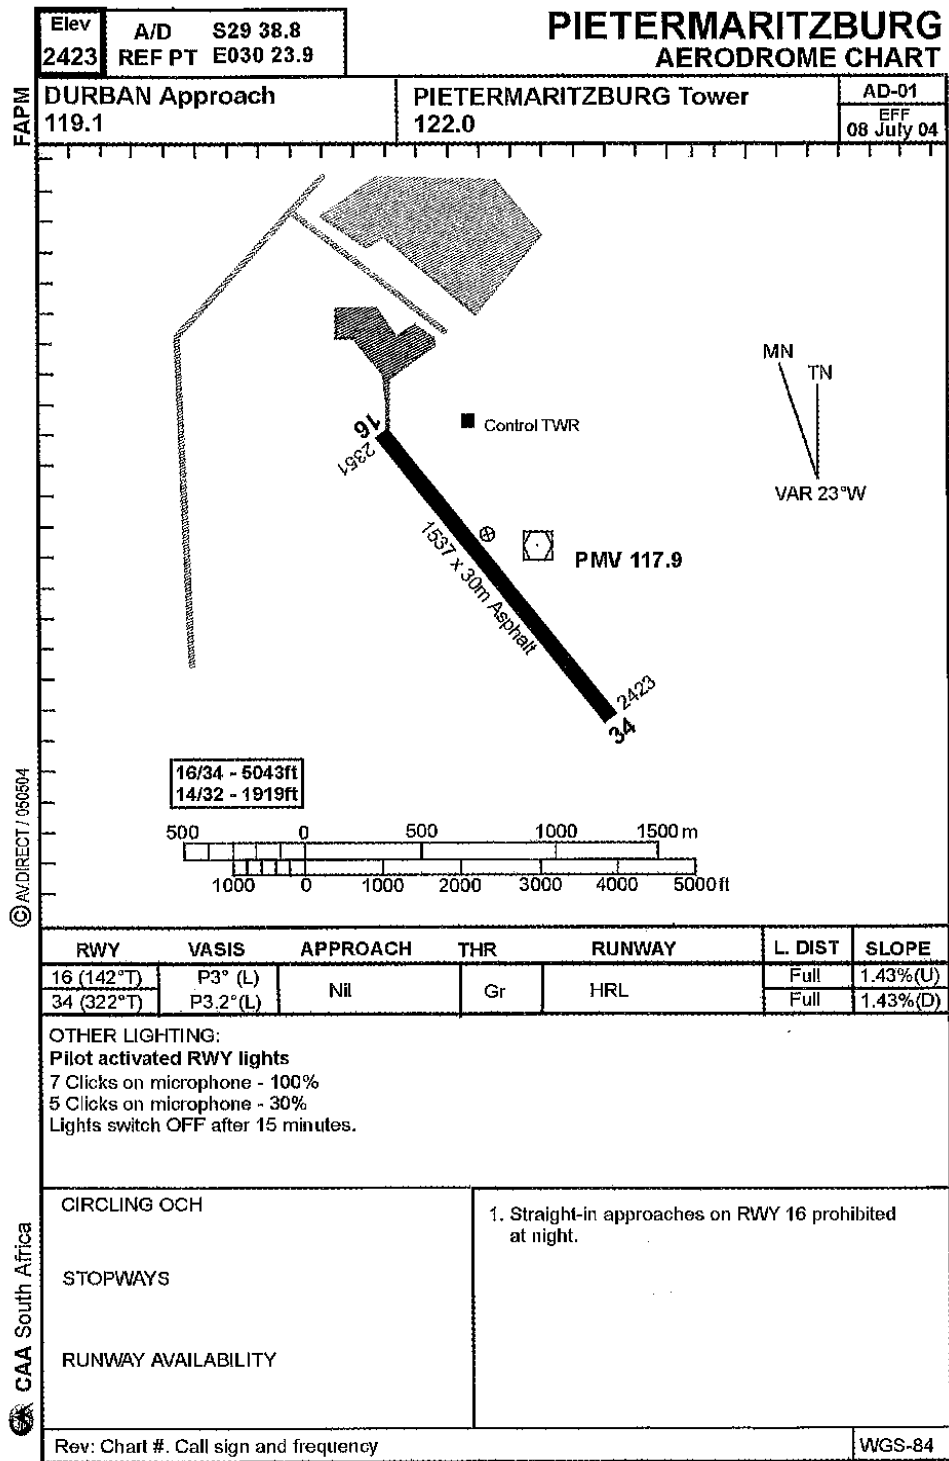 PIETERMARITZBURG
AERODROME CHART
Elev
2423
A/D S29 38.8
REF PT E030 23.9
FAPM
DURBAN Approach
119.1
PIETERMARITZBURG Tower
122.0
AD-01
EFF
08 July 04
MN
TN
VAR 23°W
16
2351
Control TWR
1537 x 30m Asphalt
PMV 117.9
2423
34
16/34 - 5043ft
14/32 - 1919ft
500 0 500 1000 1500 m
1000 0 1000 2000 3000 4000 5000 ft
© AV.DIRECT / 050504
RWY VASIS APPROACH THR RUNWAY L. DIST SLOPE
16 (142°T) P3° (L) Nil Gr HRL Full 1.43%(U)
34 (322°T) P3.2°(L) Full 1.43%(D)
OTHER LIGHTING:
Pilot activated RWY lights
7 Clicks on microphone - 100%
5 Clicks on microphone - 30%
Lights switch OFF after 15 minutes.
CIRCLING OCH
STOPWAYS
RUNWAY AVAILABILITY
1. Straight-in approaches on RWY 16 prohibited
at night.
CAA South Africa
Rev: Chart #. Call sign and frequency
WGS-84